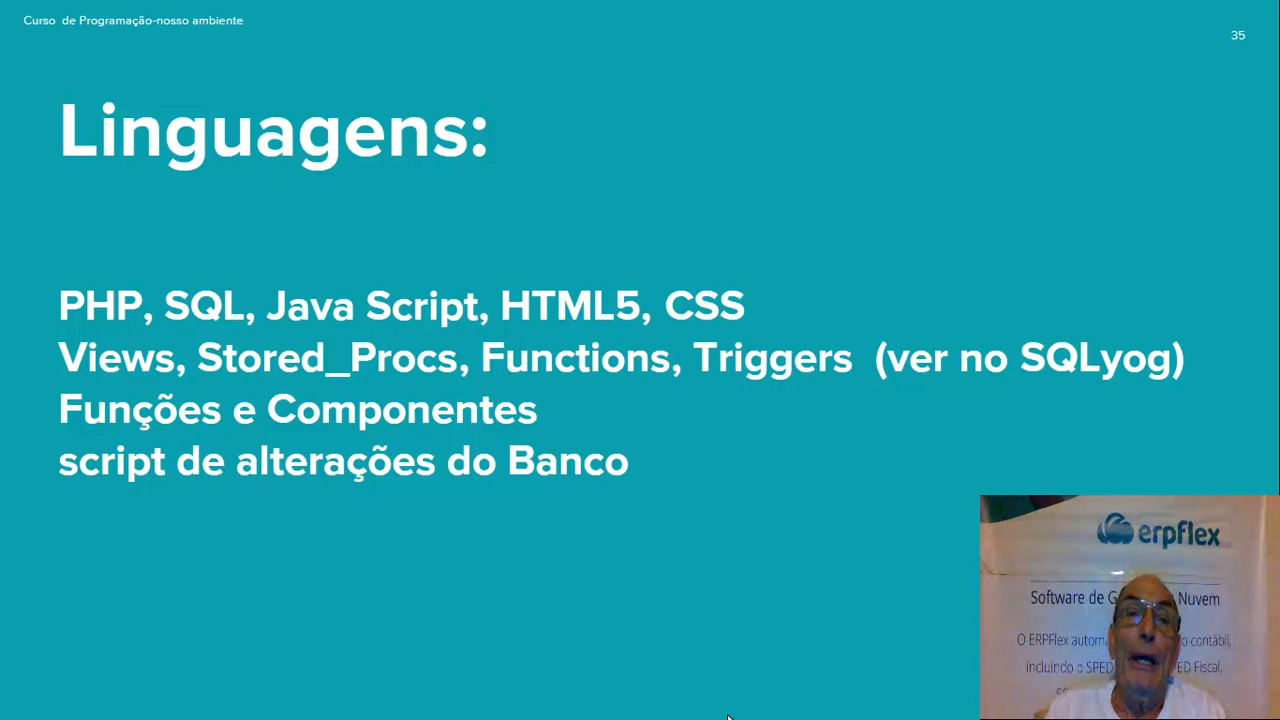 Curso de Programação-nosso ambiente
35
Linguagens:
PHP, SQL, Java Script, HTML5, CSS
Views, Stored_Procs, Functions, Triggers (ver no SQLyog)
Funções e Componentes
script de alterações do Banco
erpflex
Software de G Nuvem
O ERPFlex autom o contábil,
incluindo o SPED ED Fiscal,